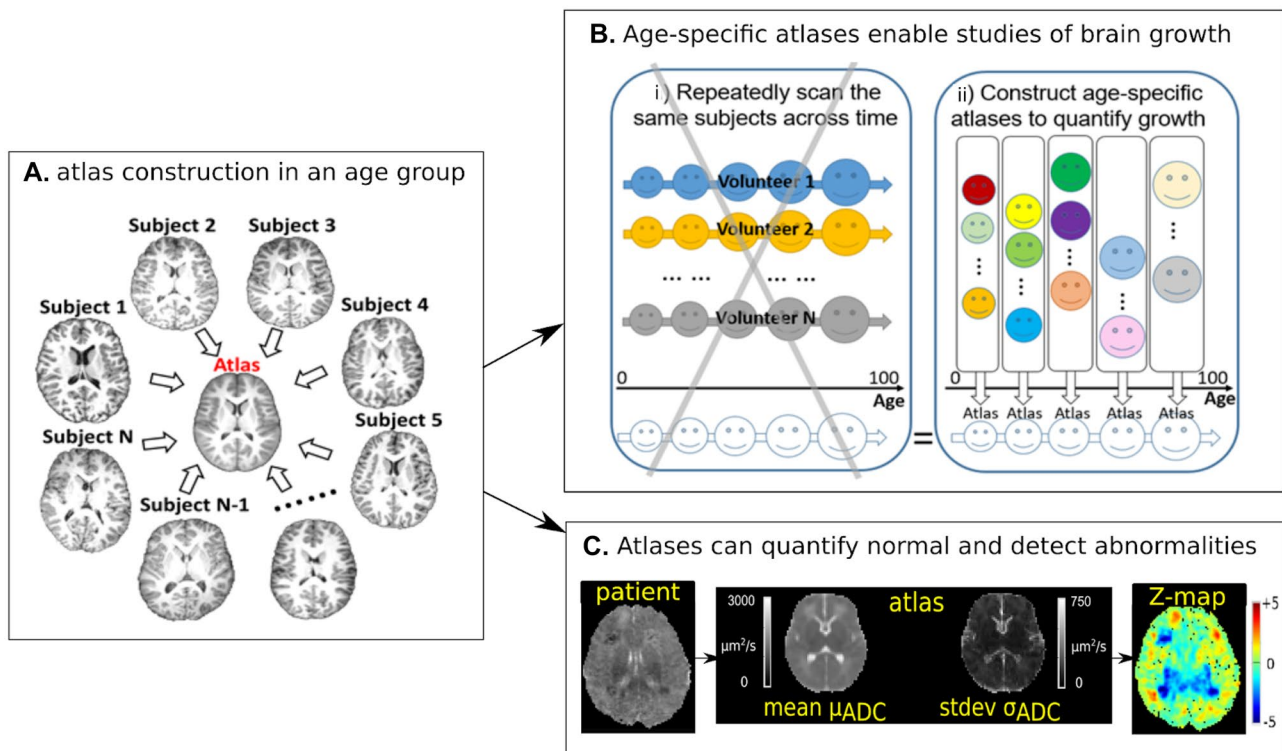 A. atlas construction in an age group
Subject 2
Subject 3
Subject 1
Subject 4
Atlas
Subject N
Subject 5
Subject N-1
B. Age-specific atlases enable studies of brain growth
i) Repeatedly scan the
same subjects across time
Volunteer 1
Volunteer 2
... ...
... ...
Volunteer N
0
100
Age
=
ii) Construct age-specific
atlases to quantify growth
0
100
Age
Atlas
Atlas
Atlas
Atlas
Atlas
C. Atlases can quantify normal and detect abnormalities
patient
3000
μm²/s
0
atlas
mean μADC
stdev σADC
750
μm²/s
0
Z-map
+5
0
-5